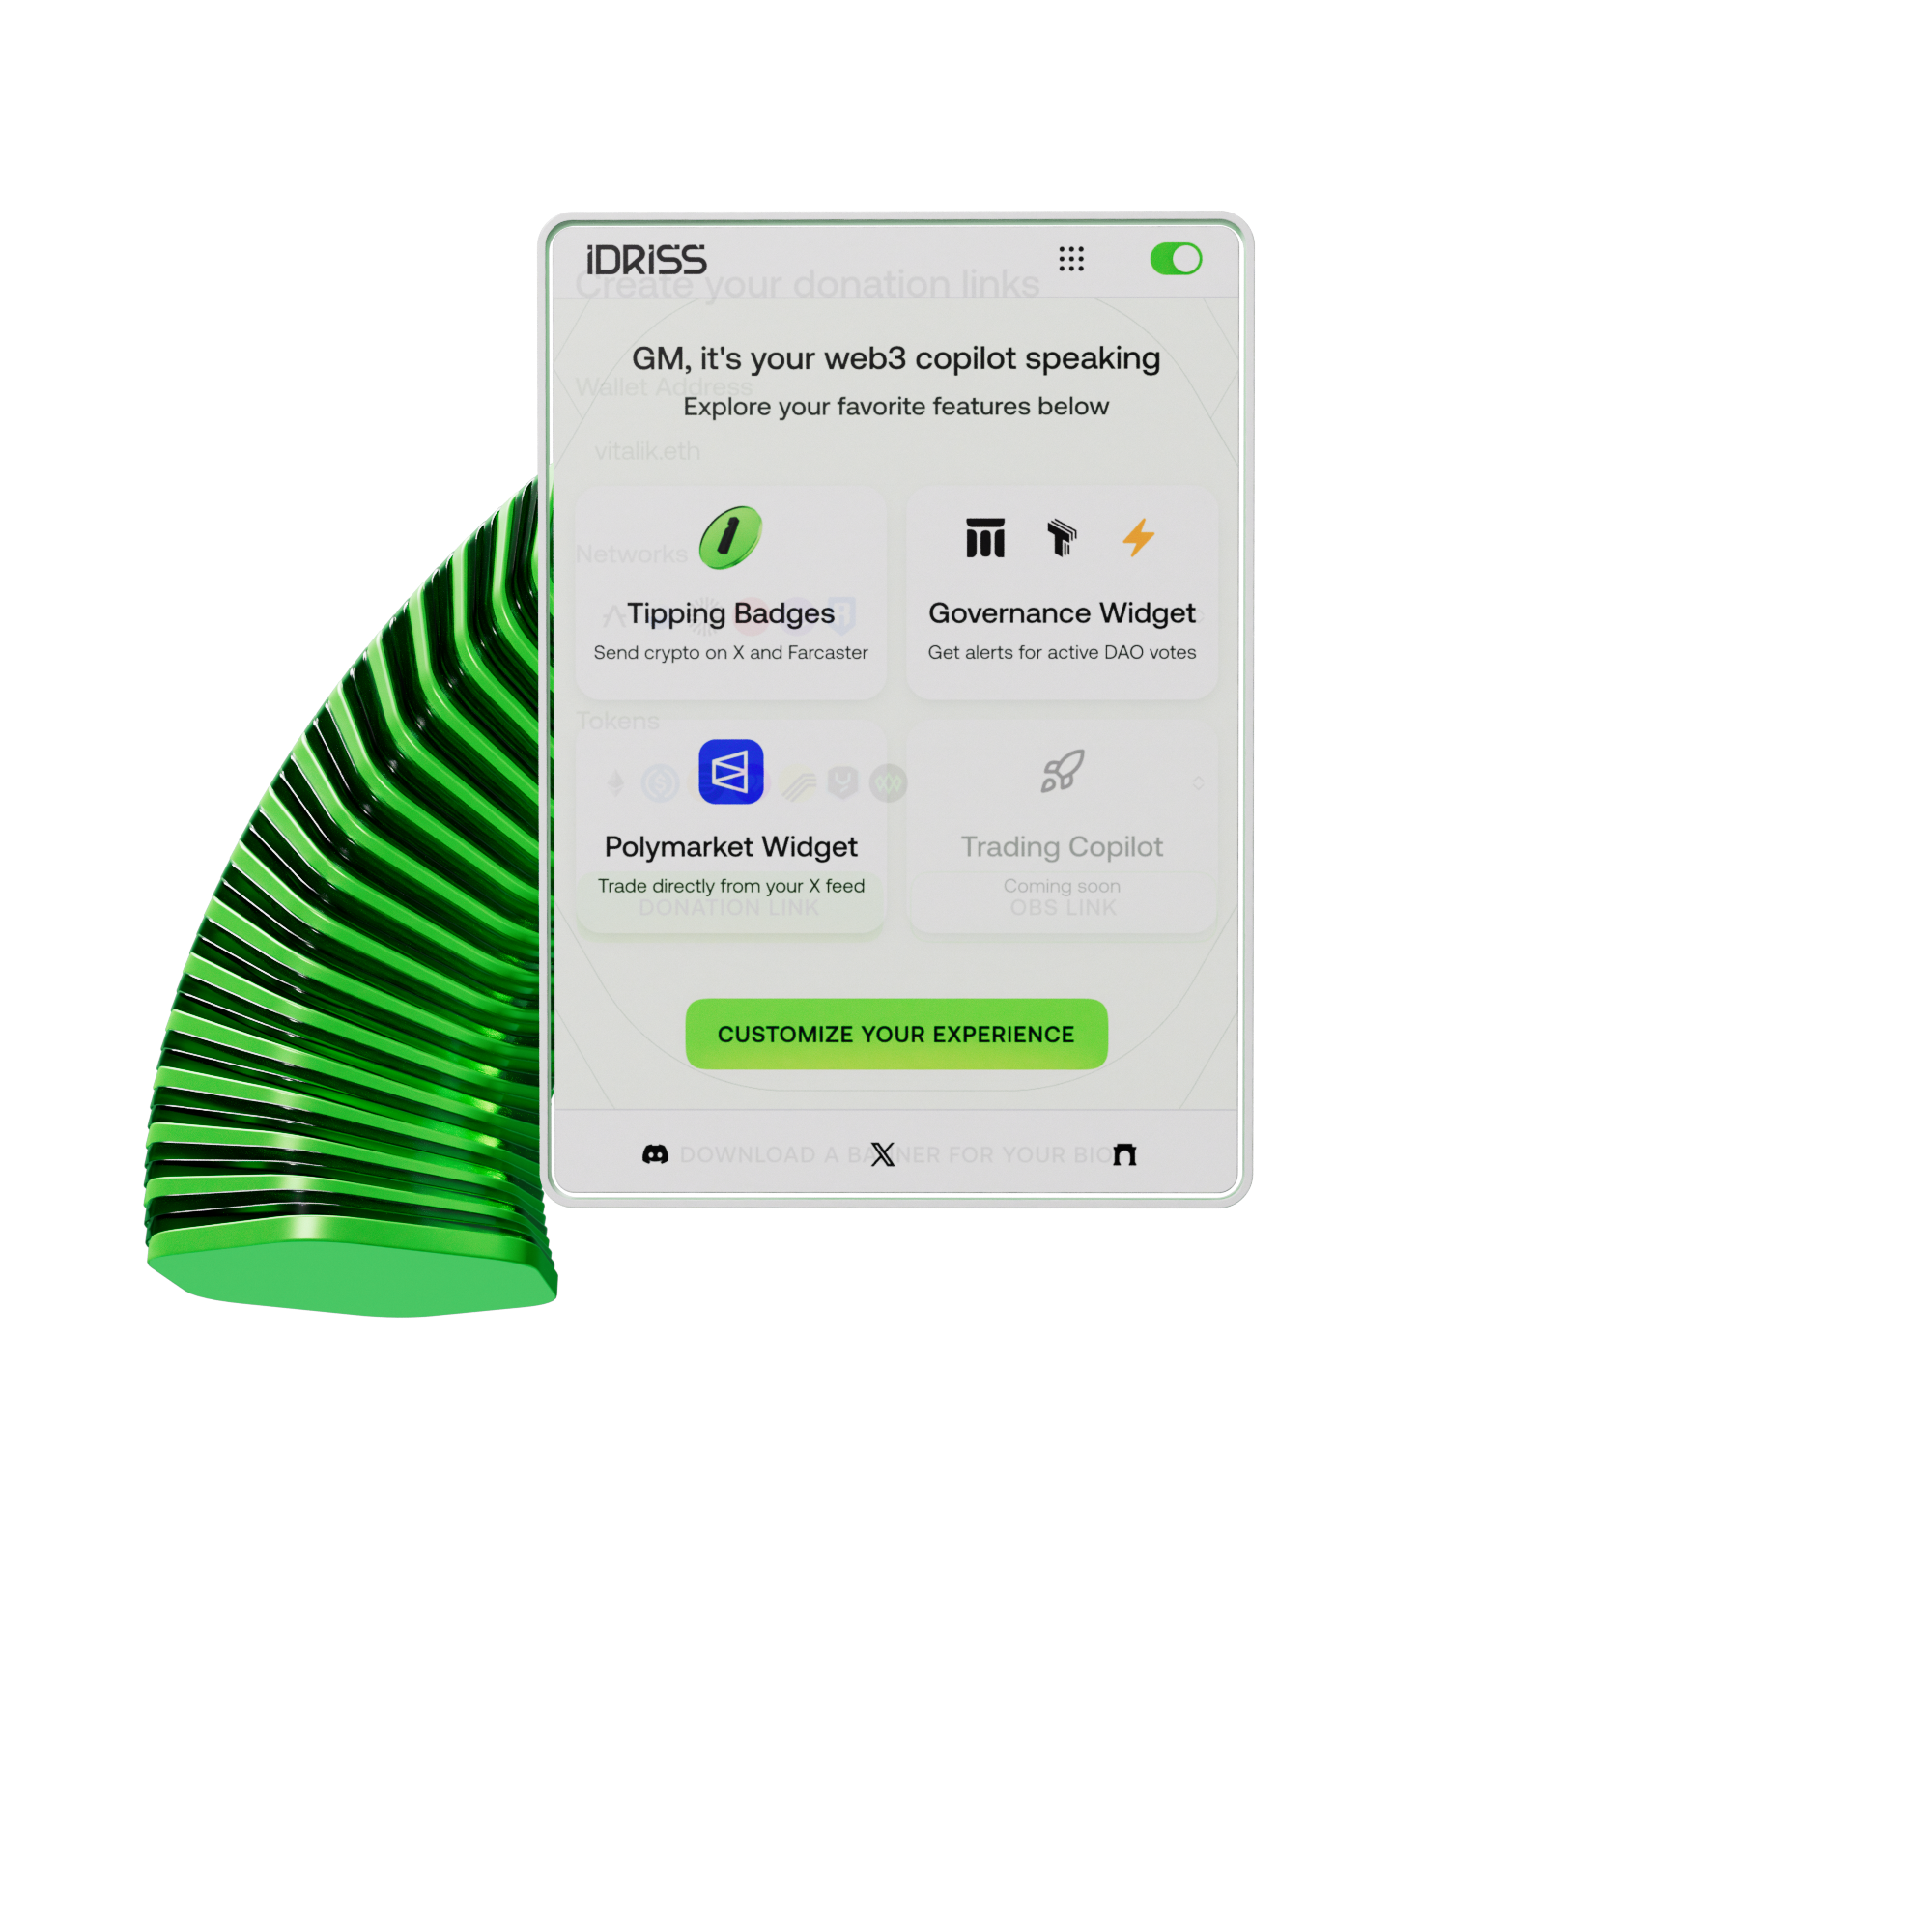 iDRiSS
Create your donation links
GM, it's your web3 copilot speaking
Wallet Address
Explore your favorite features below
vitalik.eth
Networks
Tipping Badges
Send crypto on X and Farcaster
Governance Widget
Get alerts for active DAO votes
Tokens
Polymarket Widget
Trade directly from your X feed
DONATION LINK
Trading Copilot
Coming soon
OBS LINK
CUSTOMIZE YOUR EXPERIENCE
DOWNLOAD A BANNER FOR YOUR BIO